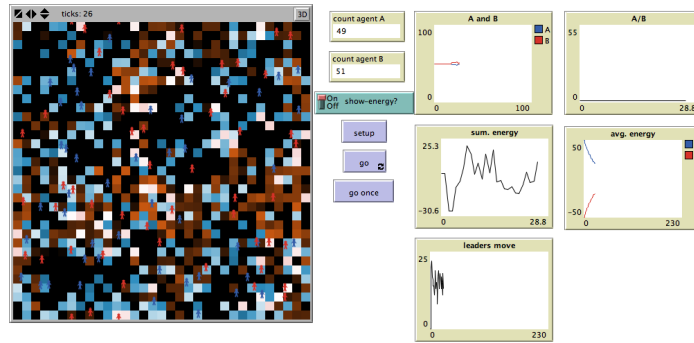 ticks: 26
3D
count agent A
49
count agent B
51
On
Off
show-energy?
setup
go
go once
A and B
100
0
0
100
A
B
A/B
55
0
0
28.8
sum. energy
25.3
-30.6
0
28.8
avg. energy
50
-50
0
230
leaders move
25
0
0
230